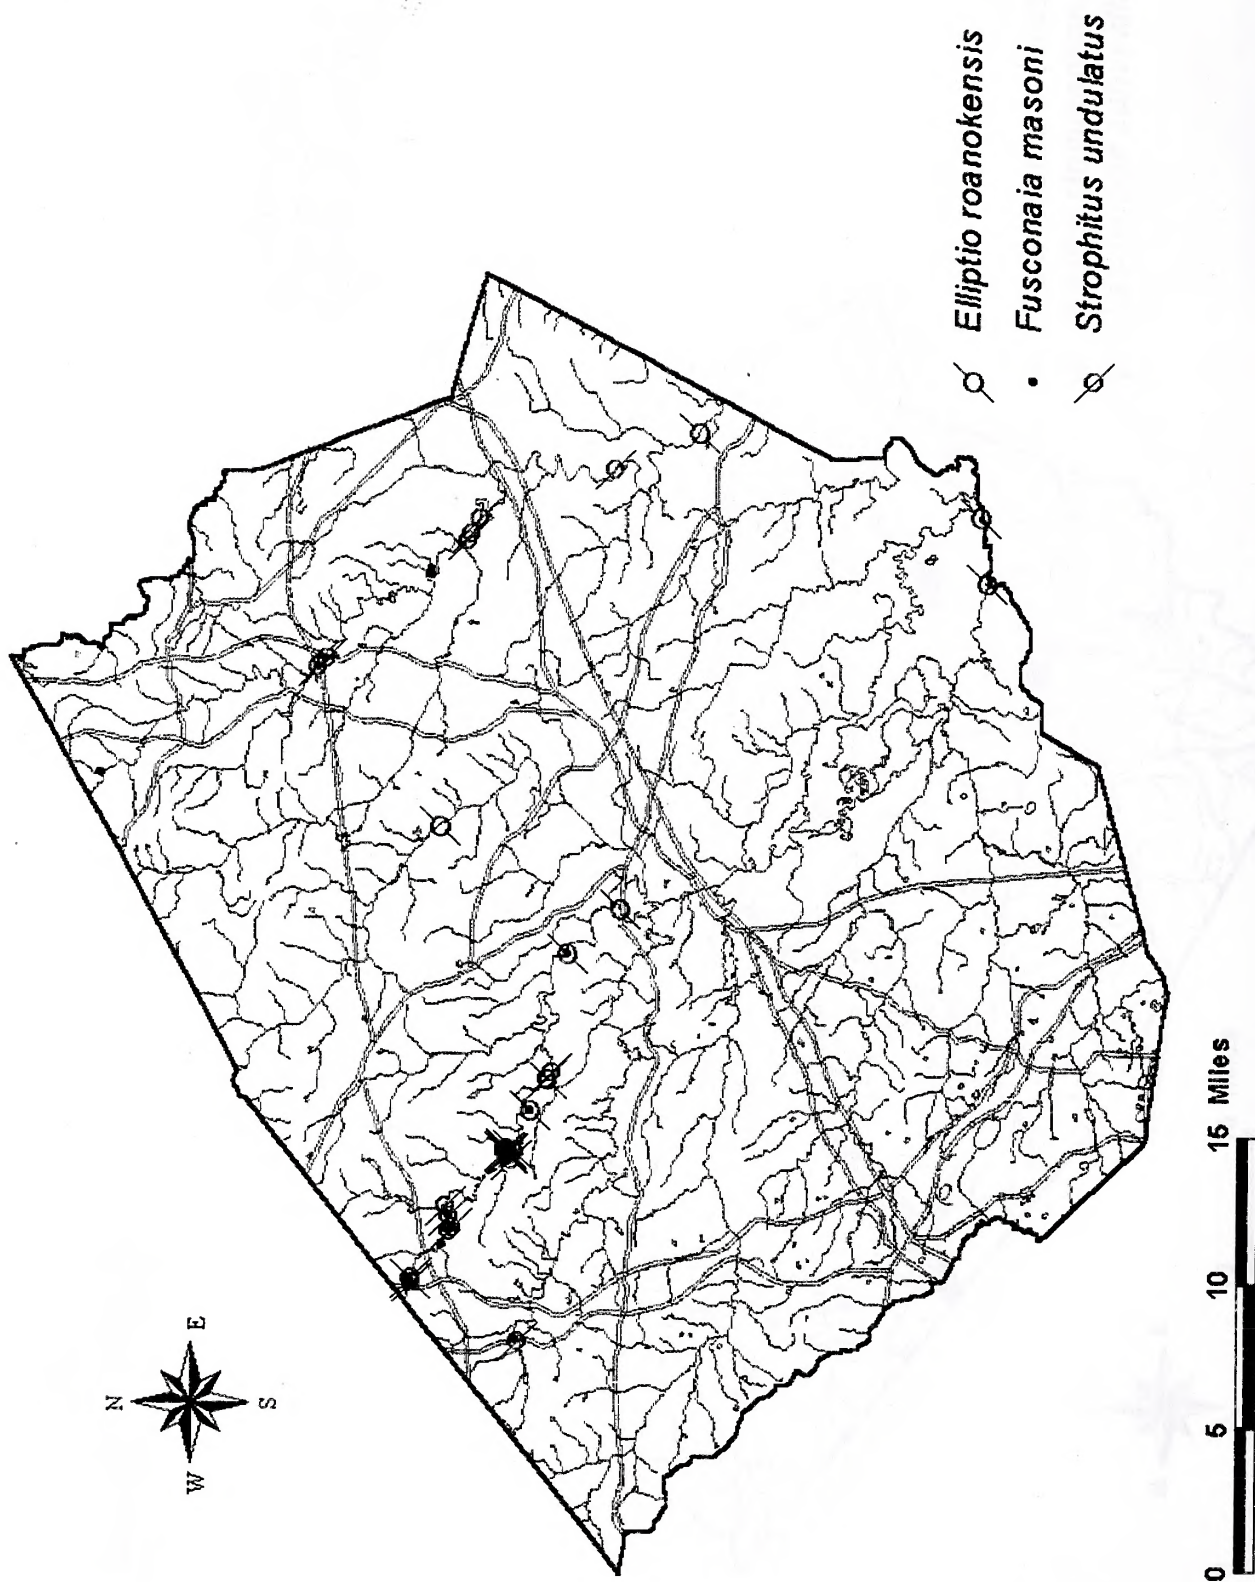 N
W E
S
Elliptio roanokensis
Fusconaia masoni
Strophitus undulatus
0 5 10 15 Miles